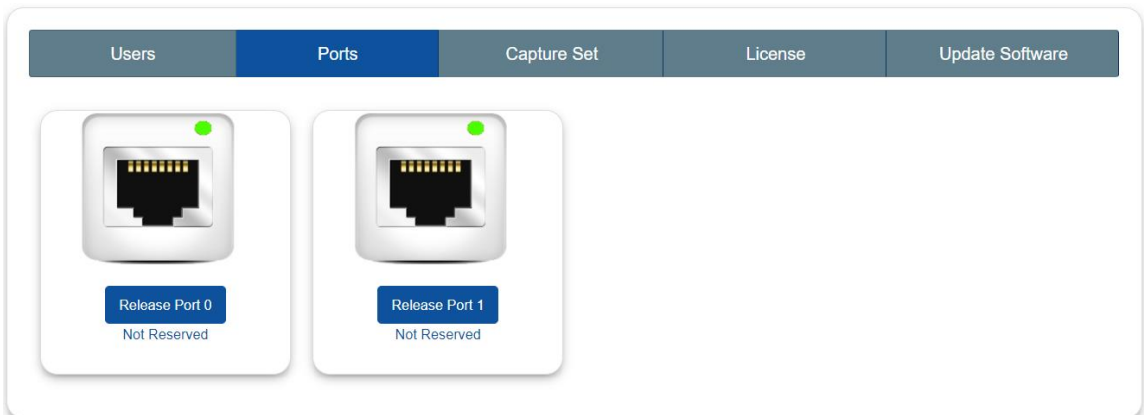 Users
Ports
Capture Set
License
Update Software
Release Port 0
Not Reserved
Release Port 1
Not Reserved